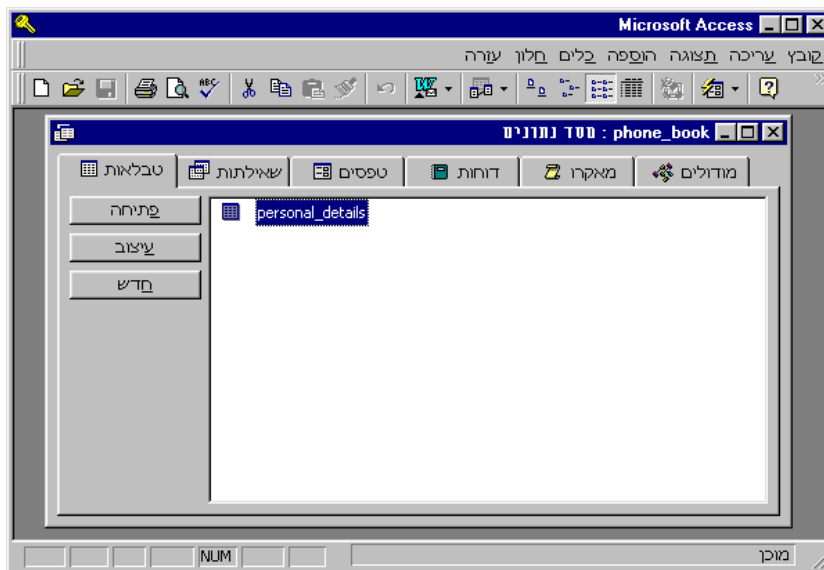 Microsoft Access
קובץ עריכה תצוגה הוספה כלים חלון עזרה
ABC
phone_book : מסד נתונים
טבלאות שאילתות טפסים דוחות מאקרו מודולים
פתיחה
עיצוב
חדש
personal_details
NUM
מוכן